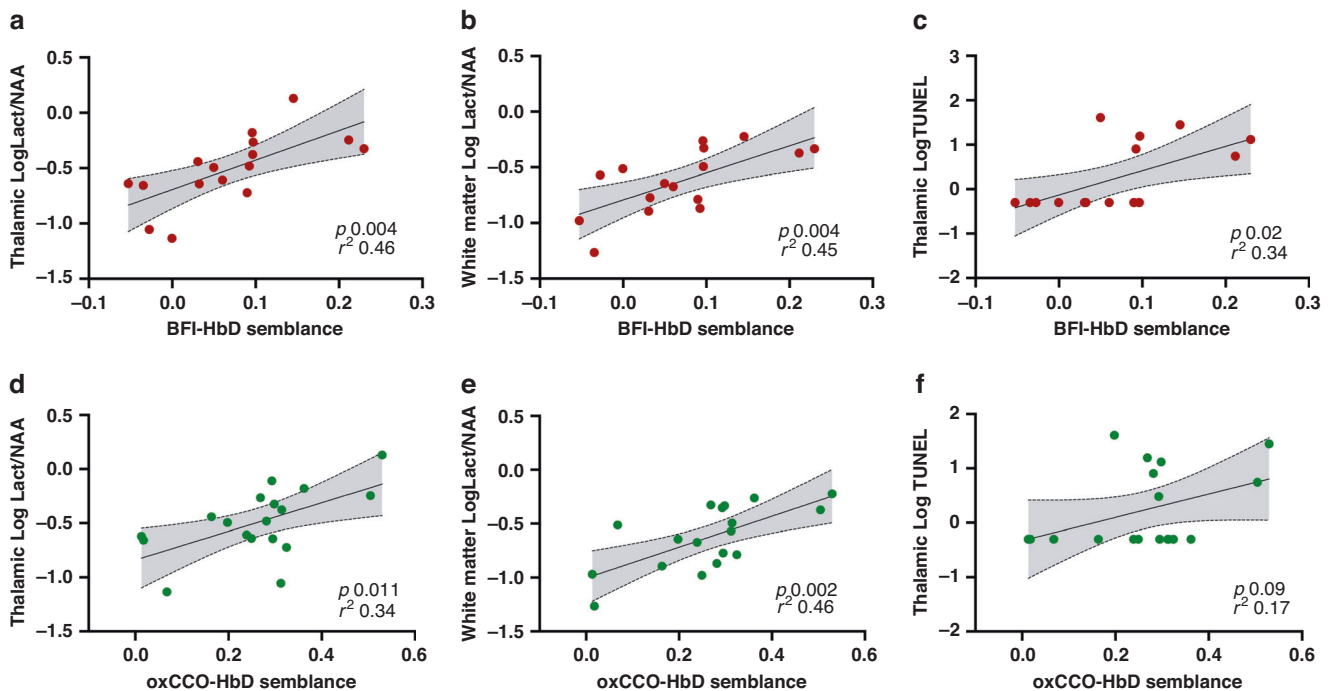 a
Thalamic LogLact/NAA
0.5
0.0
−0.5
−1.0
−1.5
p 0.004
r² 0.46
−0.1 0.0 0.1 0.2 0.3
BFI-HbD semblance
b
White matter Log Lact/NAA
0.5
0.0
−0.5
−1.0
−1.5
p 0.004
r² 0.45
−0.1 0.0 0.1 0.2 0.3
BFI-HbD semblance
c
Thalamic LogTUNEL
3
2
1
0
−1
−2
p 0.02
r² 0.34
−0.1 0.0 0.1 0.2 0.3
BFI-HbD semblance
d
Thalamic Log Lact/NAA
0.5
0.0
−0.5
−1.0
−1.5
p 0.011
r² 0.34
0.0 0.2 0.4 0.6
oxCCO-HbD semblance
e
White matter LogLact/NAA
0.5
0.0
−0.5
−1.0
−1.5
p 0.002
r² 0.46
0.0 0.2 0.4 0.6
oxCCO-HbD semblance
f
Thalamic Log TUNEL
2
1
0
−1
−2
p 0.09
r² 0.17
0.0 0.2 0.4 0.6
oxCCO-HbD semblance